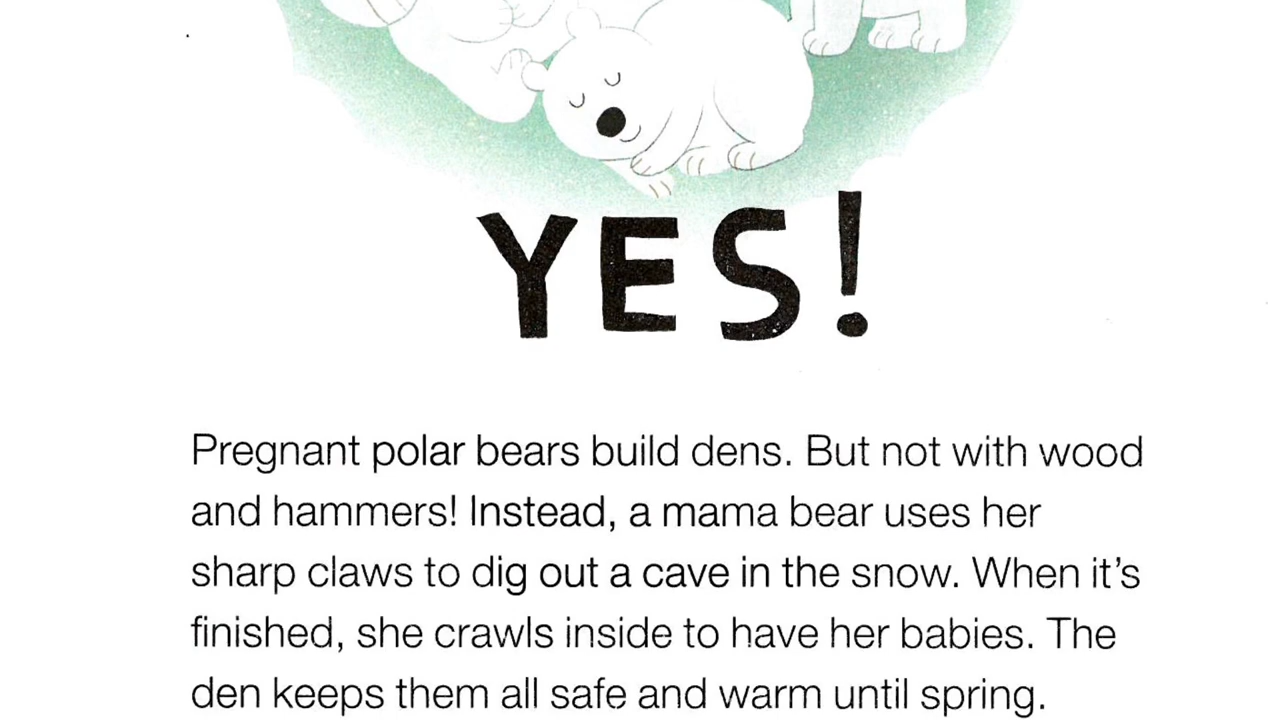 YES!
Pregnant polar bears build dens. But not with wood
and hammers! Instead, a mama bear uses her
sharp claws to dig out a cave in the snow. When it’s
finished, she crawls inside to have her babies. The
den keeps them all safe and warm until spring.